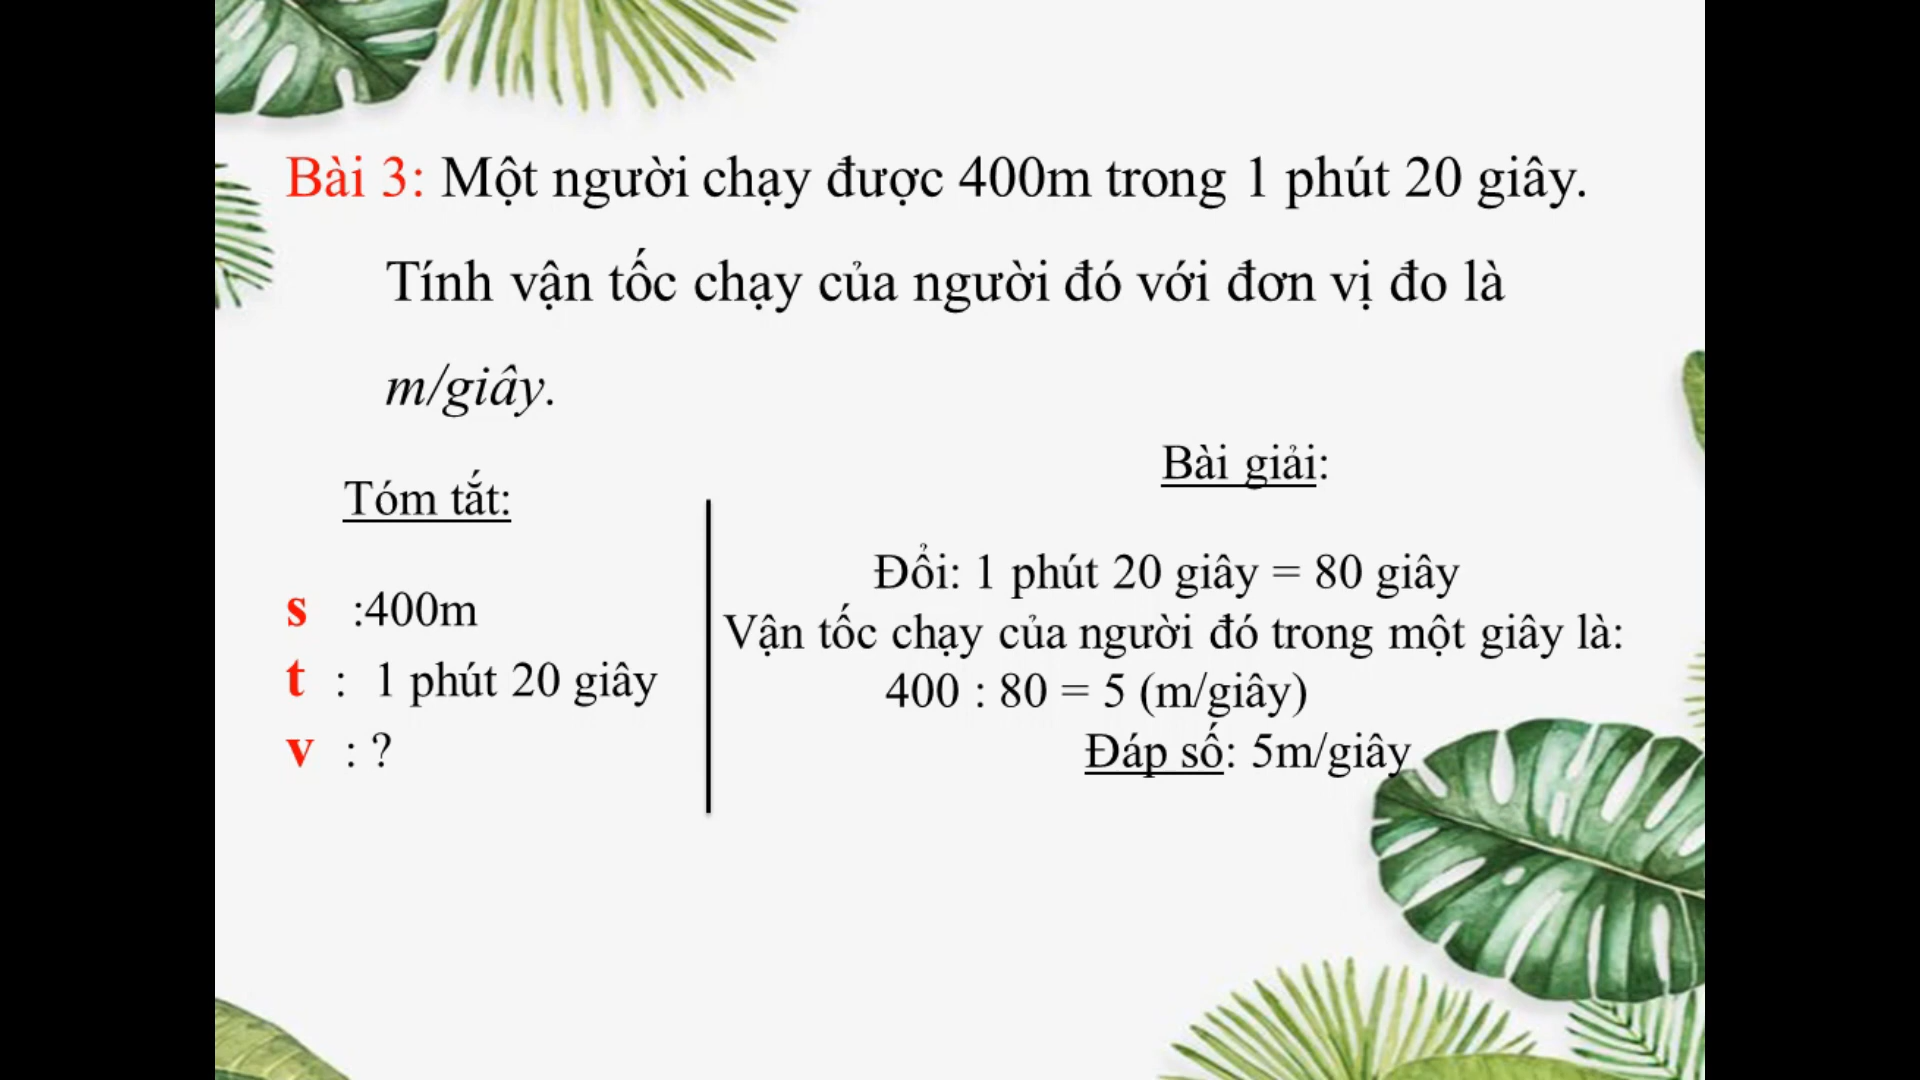 Bài 3: Một người chạy được 400m trong 1 phút 20 giây.
Tính vận tốc chạy của người đó với đơn vị đo là
m/giây.
Tóm tắt:
s :400m
t : 1 phút 20 giây
v : ?
Bài giải:
Đổi: 1 phút 20 giây = 80 giây
Vận tốc chạy của người đó trong một giây là:
400 : 80 = 5 (m/giây)
Đáp số: 5m/giây